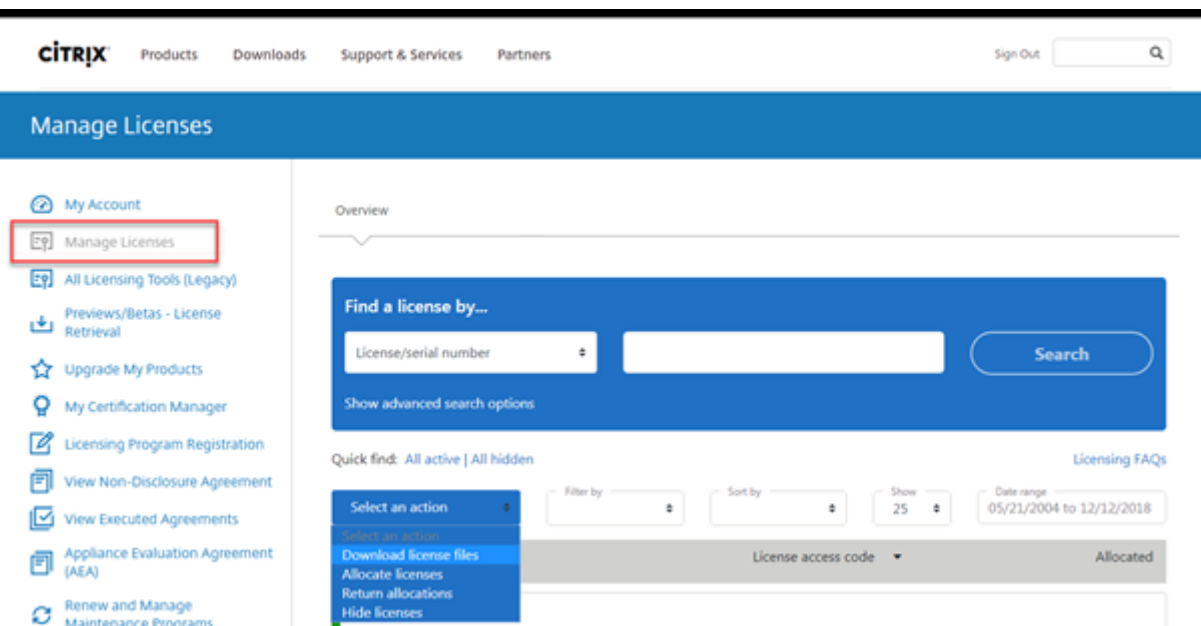 CITRIX Products Downloads Support & Services Partners Sign Out
Manage Licenses
My Account
Manage Licenses
All Licensing Tools (Legacy)
Previews/Betas - License
Retrieval
Upgrade My Products
My Certification Manager
Licensing Program Registration
View Non-Disclosure Agreement
View Executed Agreements
Appliance Evaluation Agreement
(AEA)
Renew and Manage
Maintenance Programs
Overview
Find a license by...
License/serial number Search
Show advanced search options
Quick find: All active | All hidden Licensing FAQs
Filter by Sort by Show Date range
Select an action 25 05/21/2004 to 12/12/2018
Select an action
Download license files License access code Allocated
Allocate licenses
Return allocations
Hide licenses